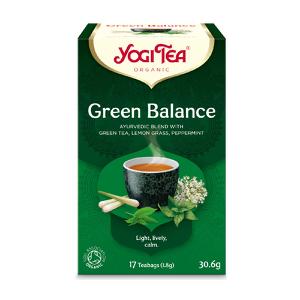 YOGI TEA
ORGANIC
Green Balance
AYURVEDIC BLEND WITH
GREEN TEA, LEMON GRASS, PEPPERMINT
Light, lively,
calm.
ORGANIC
17 Teabags (1.8g)
30.6g